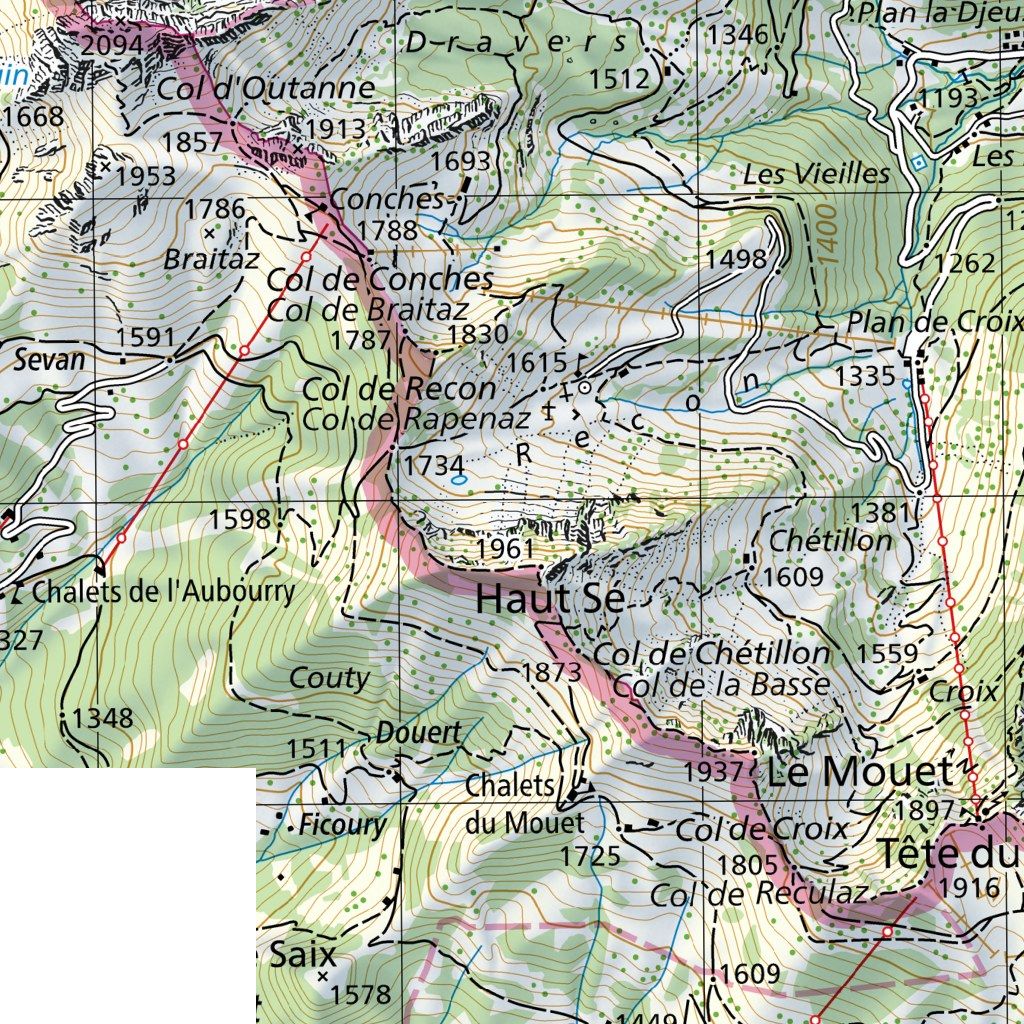 Plan la Djeu
1346
2094
Dravers
1512
Col d'Outanne
1193
1668
1913
1857
1693
1953
Les Vieilles
Les
Conches
1786
1788
1400
Braitaz
1498
1262
Col de Conches
Col de Braitaz
1591
1787
1830
Plan de Croix
Sevan
1615
1335
Col de Recon
Col de Rapenaz
Recon
1734
1598
1381
1961
Chétillon
1609
Chalets de l'Aubourry
Haut Sé
327
Col de Chétillon
1559
1873
Col de la Basse
Couty
Croix
1348
Douert
1511
1937
Le Mouet
Chalets
du Mouet
1897
Ficoury
Col de Croix
1725
1805
Tête du
Col de Reculaz
1916
Saix
1609
1578
1449